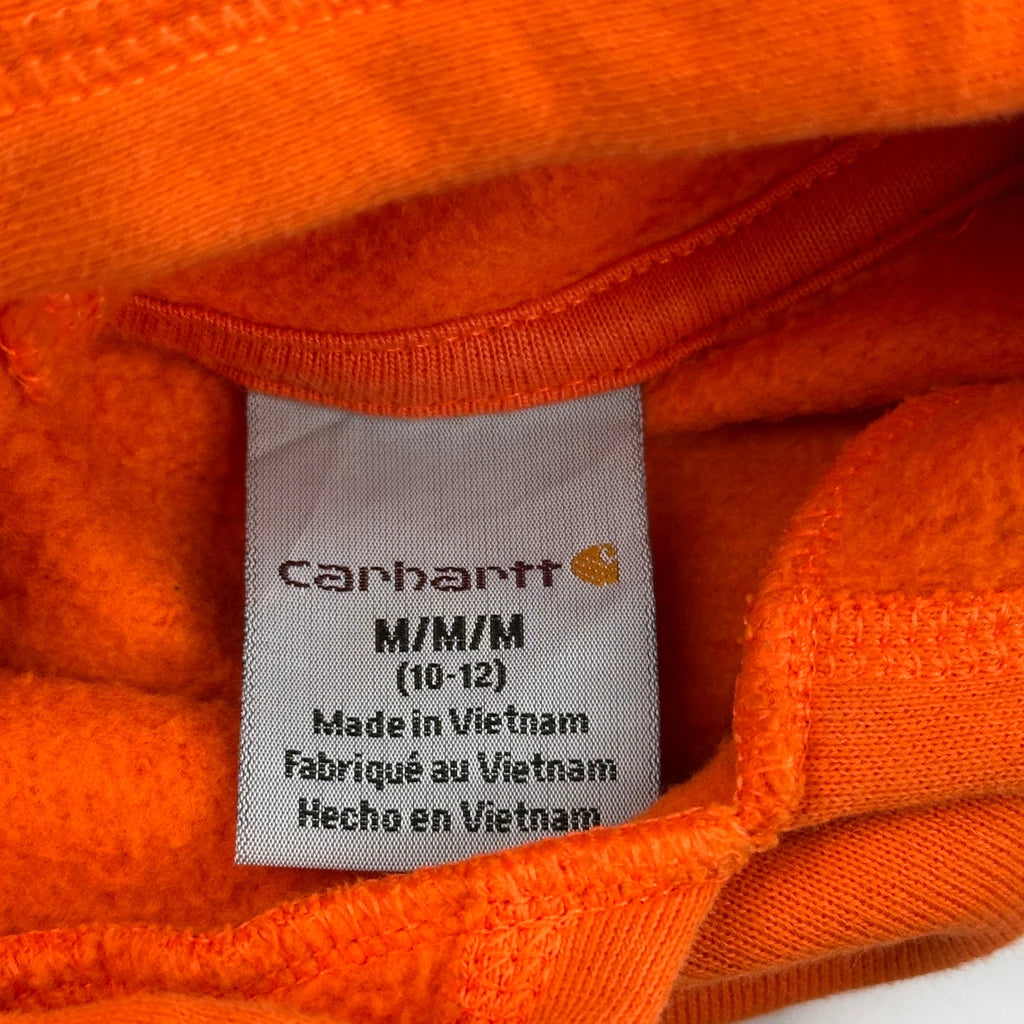 carhartt
M/M/M
(10-12)
Made in Vietnam
Fabriqué au Vietnam
Hecho en Vietnam